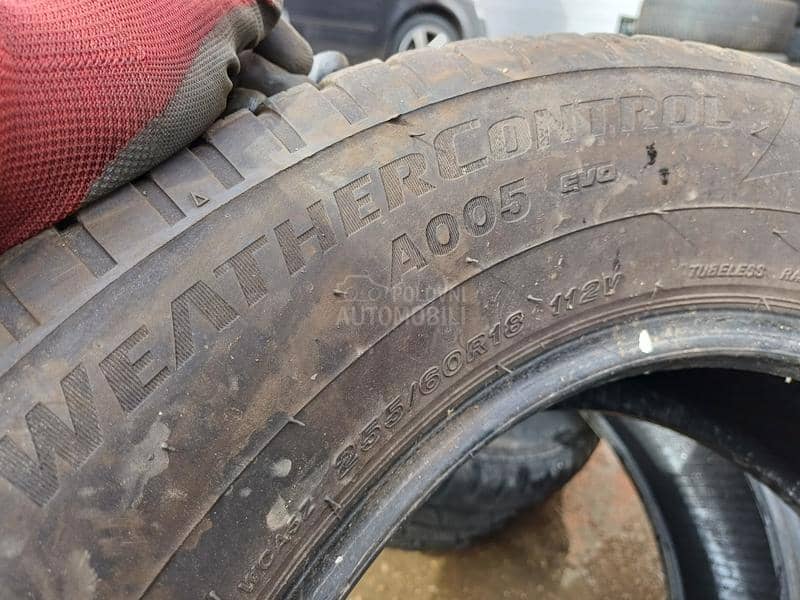 WEATHERCONTROL
A005 EVO
POLOVNI
AUTOMOBILI
255/60R18 112V
TUBELESS